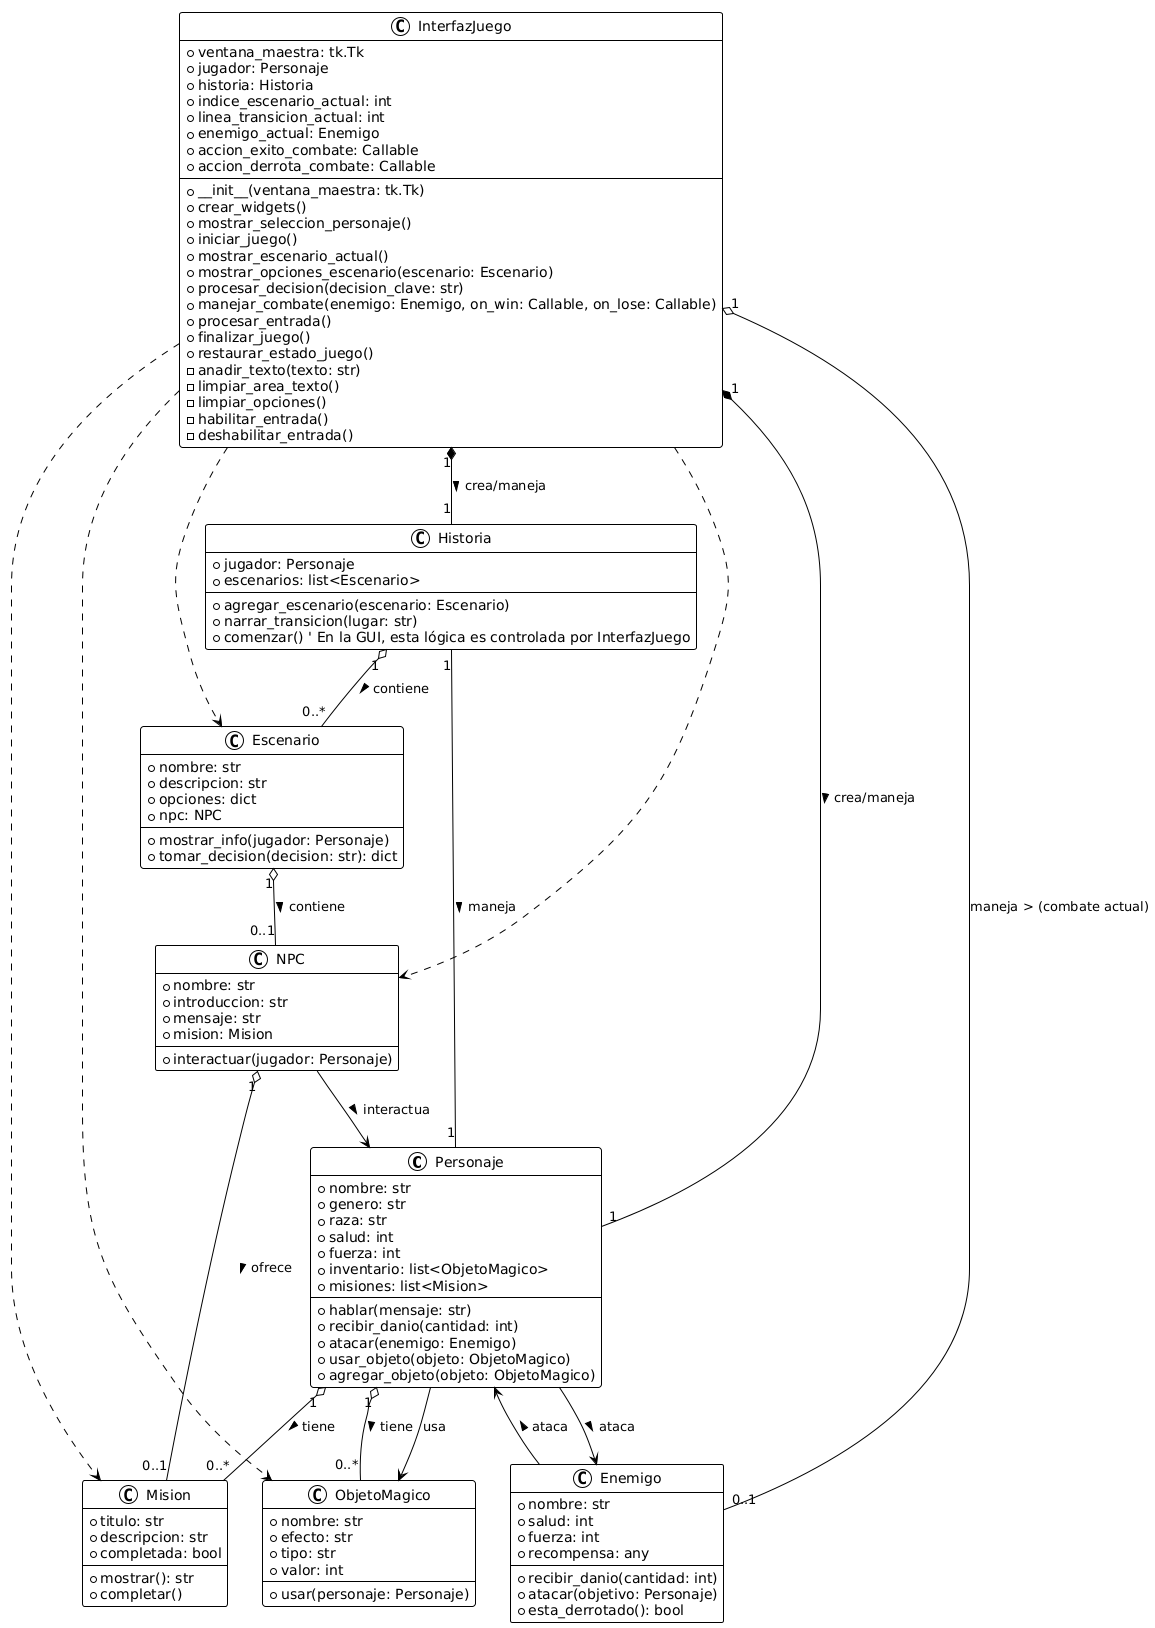 C InterfazJuego
ventana_maestra: tk.Tk
jugador: Personaje
historia: Historia
indice_escenario_actual: int
linea_transicion_actual: int
enemigo_actual: Enemigo
accion_exito_combate: Callable
accion_derrota_combate: Callable
__init__(ventana_maestra: tk.Tk)
crear_widgets()
mostrar_seleccion_personaje()
iniciar_juego()
mostrar_escenario_actual()
mostrar_opciones_escenario(escenario: Escenario)
procesar_decision(decision_clave: str)
manejar_combate(enemigo: Enemigo, on_win: Callable, on_lose: Callable)
procesar_entrada()
finalizar_juego()
restaurar_estado_juego()
anadir_texto(texto: str)
limpiar_area_texto()
limpiar_opciones()
habilitar_entrada()
deshabilitar_entrada()
1
1
1
crea/maneja
1
C Historia
jugador: Personaje
escenarios: list<Escenario>
agregar_escenario(escenario: Escenario)
narrar_transicion(lugar: str)
comenzar() ' En la GUI, esta lógica es controlada por InterfazJuego
1
1
contiene
0..*
C Escenario
nombre: str
descripcion: str
opciones: dict
npc: NPC
mostrar_info(jugador: Personaje)
tomar_decision(decision: str): dict
crea/maneja
1
contiene
maneja
maneja > (combate actual)
0..1
C NPC
nombre: str
introduccion: str
mensaje: str
mision: Mision
interactuar(jugador: Personaje)
1
interactua
1
C Personaje
nombre: str
genero: str
raza: str
salud: int
fuerza: int
inventario: list<ObjetoMagico>
misiones: list<Mision>
hablar(mensaje: str)
recibir_danio(cantidad: int)
atacar(enemigo: Enemigo)
usar_objeto(objeto: ObjetoMagico)
agregar_objeto(objeto: ObjetoMagico)
1
ofrece
1
1
tiene
tiene
usa
ataca
ataca
0..1
0..*
0..*
0..1
C Mision
titulo: str
descripcion: str
completada: bool
mostrar(): str
completar()
C ObjetoMagico
nombre: str
efecto: str
tipo: str
valor: int
usar(personaje: Personaje)
C Enemigo
nombre: str
salud: int
fuerza: int
recompensa: any
recibir_danio(cantidad: int)
atacar(objetivo: Personaje)
esta_derrotado(): bool